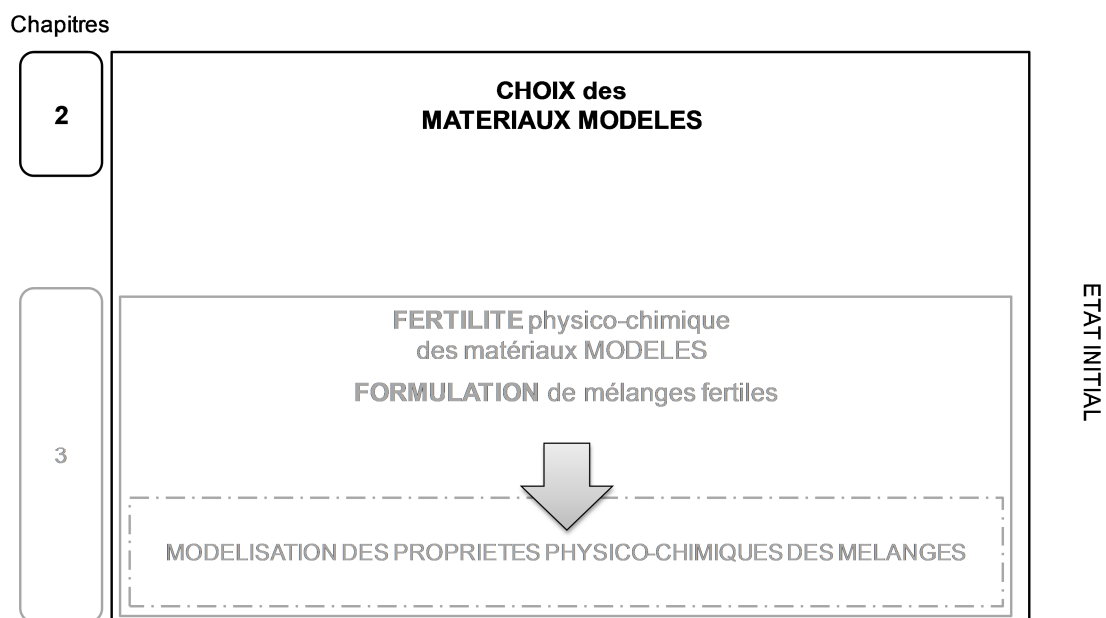 Chapitres
2
CHOIX des
MATERIAUX MODELES
3
FERTILITE physico-chimique
des matériaux MODELES
FORMULATION de mélanges fertiles
MODELISATION DES PROPRIETES PHYSICO-CHIMIQUES DES MELANGES
ETAT INITIAL